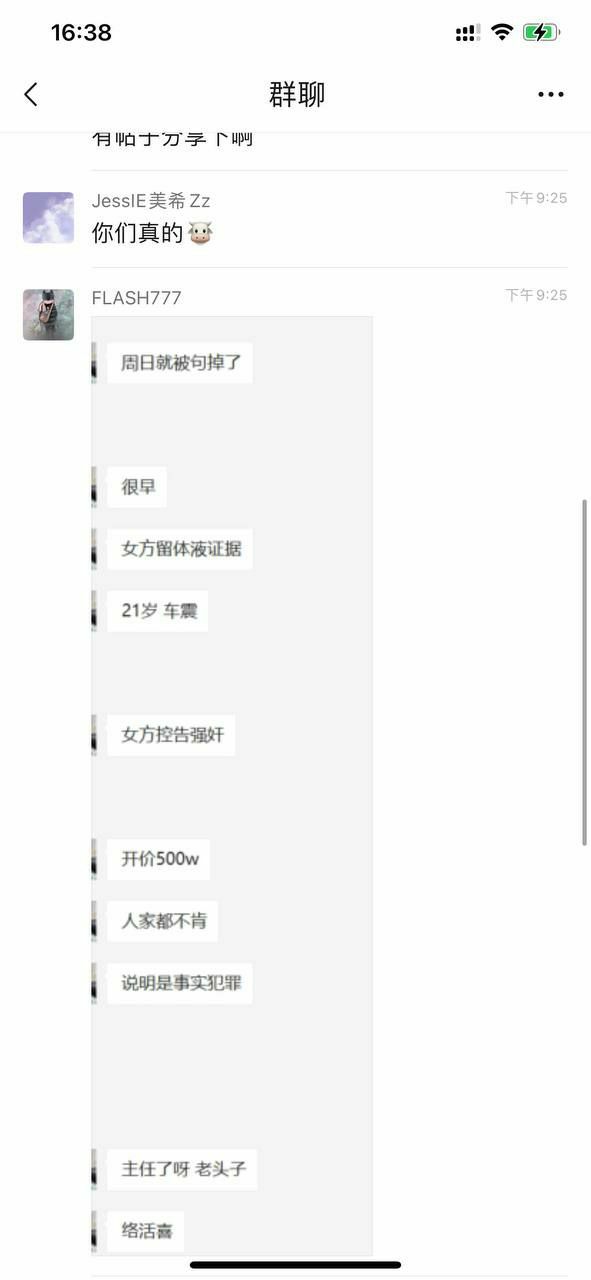 16:38
群聊
有帖子分享下啊
JessIE美希Zz
下午9:25
你们真的🐮
FLASH777
下午9:25
周日就被句掉了
很早
女方留体液证据
21岁 车震
女方控告强奸
开价500w
人家都不肯
说明是事实犯罪
主任了呀 老头子
络活喜